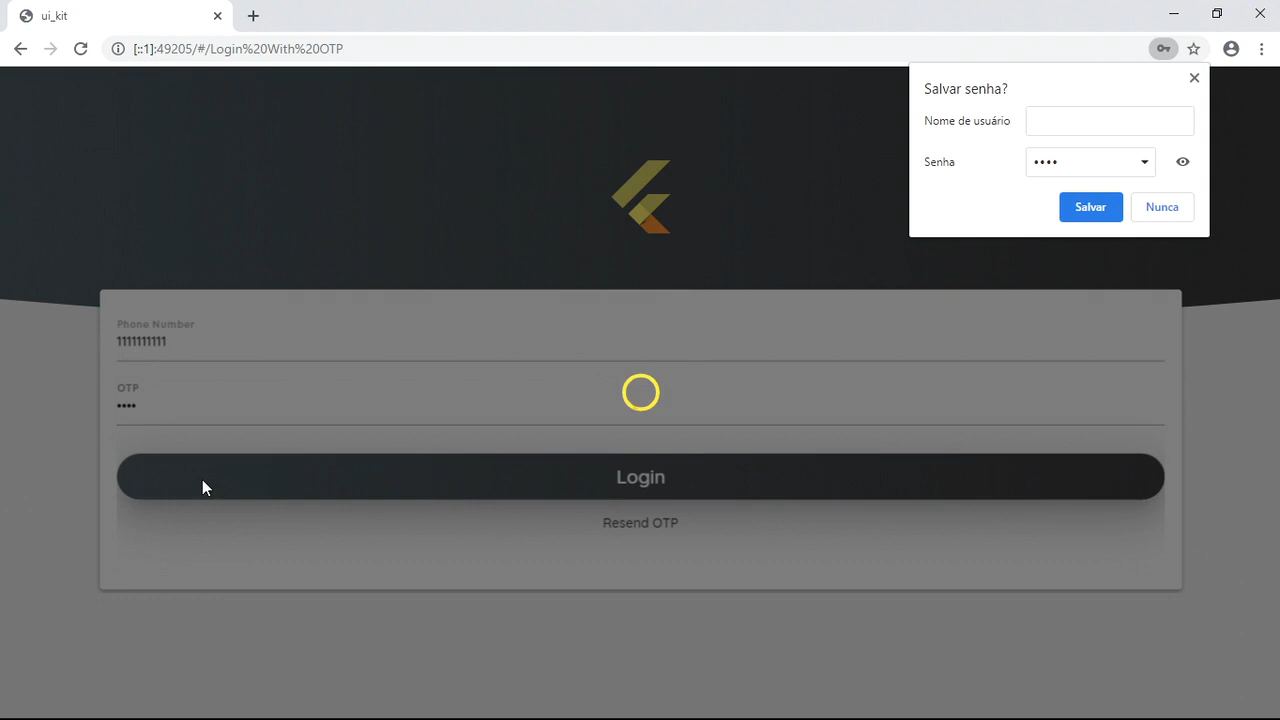 ui_kit
[::1]:49205/#/Login%20With%20OTP
Salvar senha?
Nome de usuário
Senha
••••
Salvar
Nunca
Phone Number
1111111111
OTP
••••
Login
Resend OTP